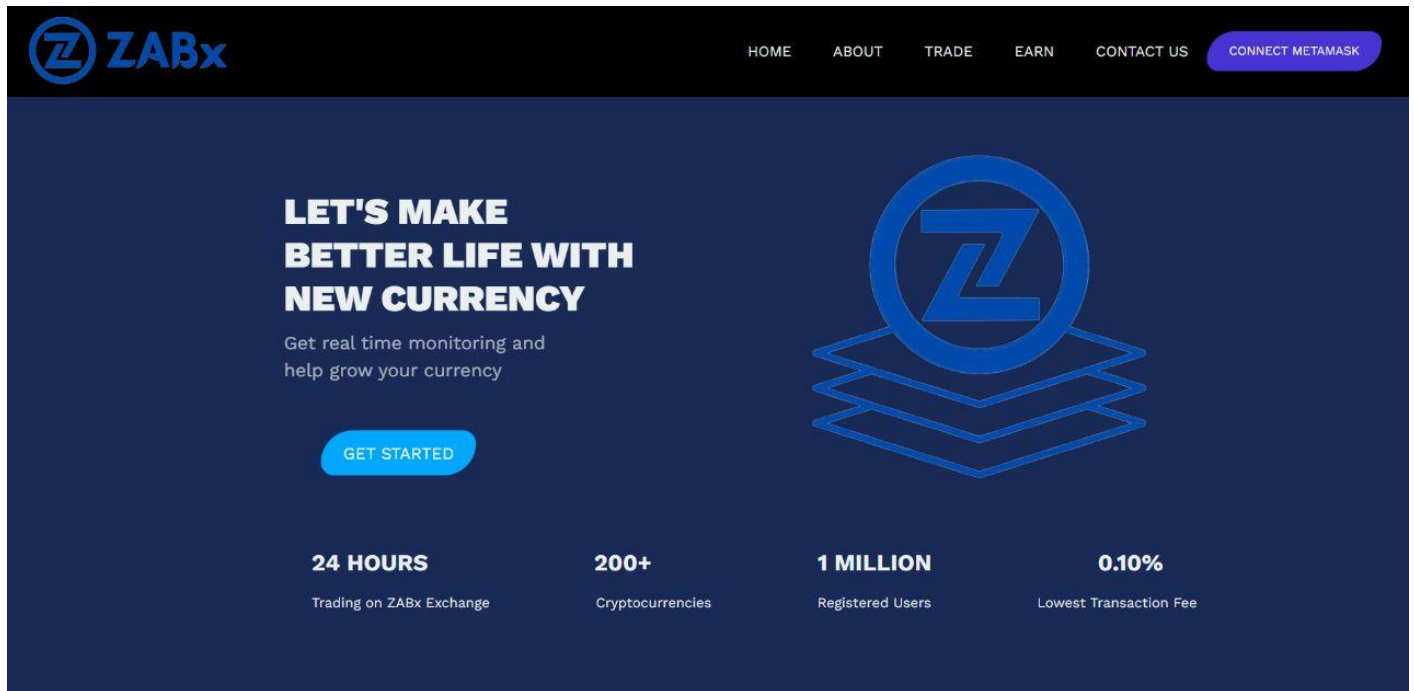 ZABx
HOME ABOUT TRADE EARN CONTACT US CONNECT METAMASK
LET'S MAKE
BETTER LIFE WITH
NEW CURRENCY
Get real time monitoring and
help grow your currency
GET STARTED
24 HOURS 200+ 1 MILLION 0.10%
Trading on ZABx Exchange Cryptocurrencies Registered Users Lowest Transaction Fee